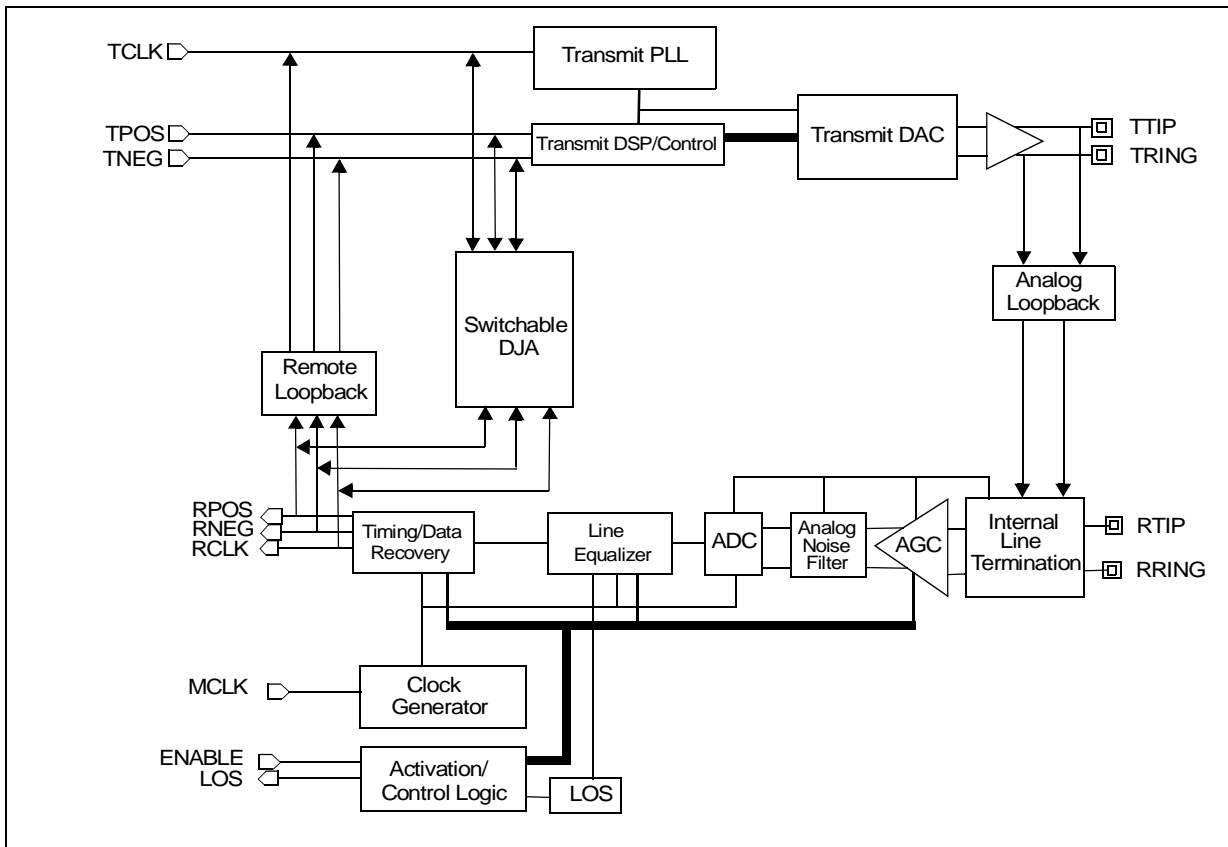 TCLK
Transmit PLL
TPOS
TNEG
Transmit DSP/Control
Transmit DAC
TTIP
TRING
Analog
Loopback
Switchable
DJA
Remote
Loopback
RPOS
RNEG
RCLK
Timing/Data
Recovery
Line
Equalizer
ADC
Analog
Noise
Filter
AGC
Internal
Line
Termination
RTIP
RRING
MCLK
Clock
Generator
ENABLE
LOS
Activation/
Control Logic
LOS